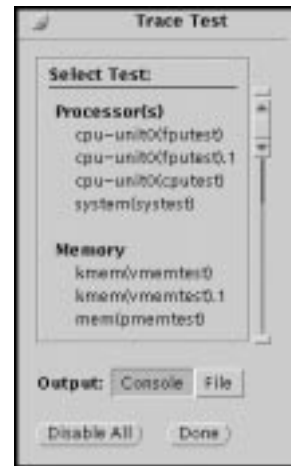 Trace Test
Select Test:
Processor(s)
cpu-unit0(fputest)
cpu-unit0(fputest).1
cpu-unit0(cputest)
system(systest)
Memory
kmem(vmemtest)
kmem(vmemtest).1
mem(pmemtest)
Output: Console File
Disable All Done